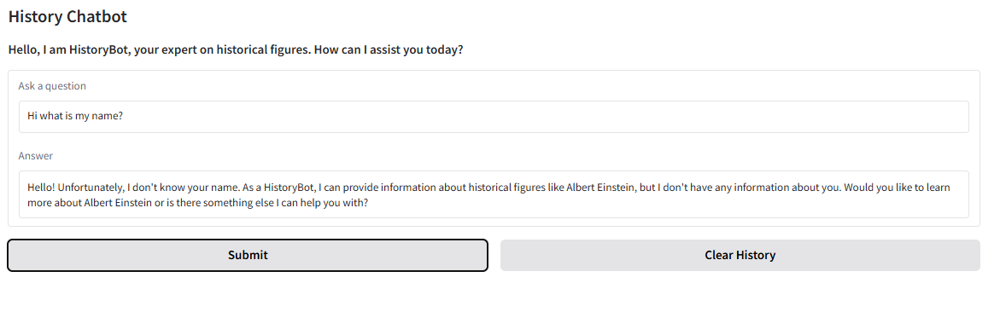 History Chatbot
Hello, I am HistoryBot, your expert on historical figures. How can I assist you today?
Ask a question
Hi what is my name?
Answer
Hello! Unfortunately, I don't know your name. As a HistoryBot, I can provide information about historical figures like Albert Einstein, but I don't have any information about you. Would you like to learn
more about Albert Einstein or is there something else I can help you with?
Submit
Clear History